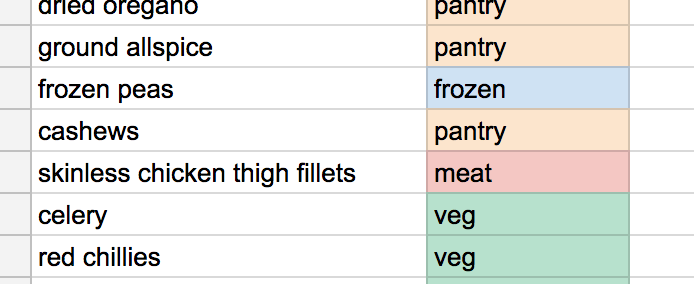 dried oregano pantry
ground allspice pantry
frozen peas frozen
cashews pantry
skinless chicken thigh fillets meat
celery veg
red chillies veg